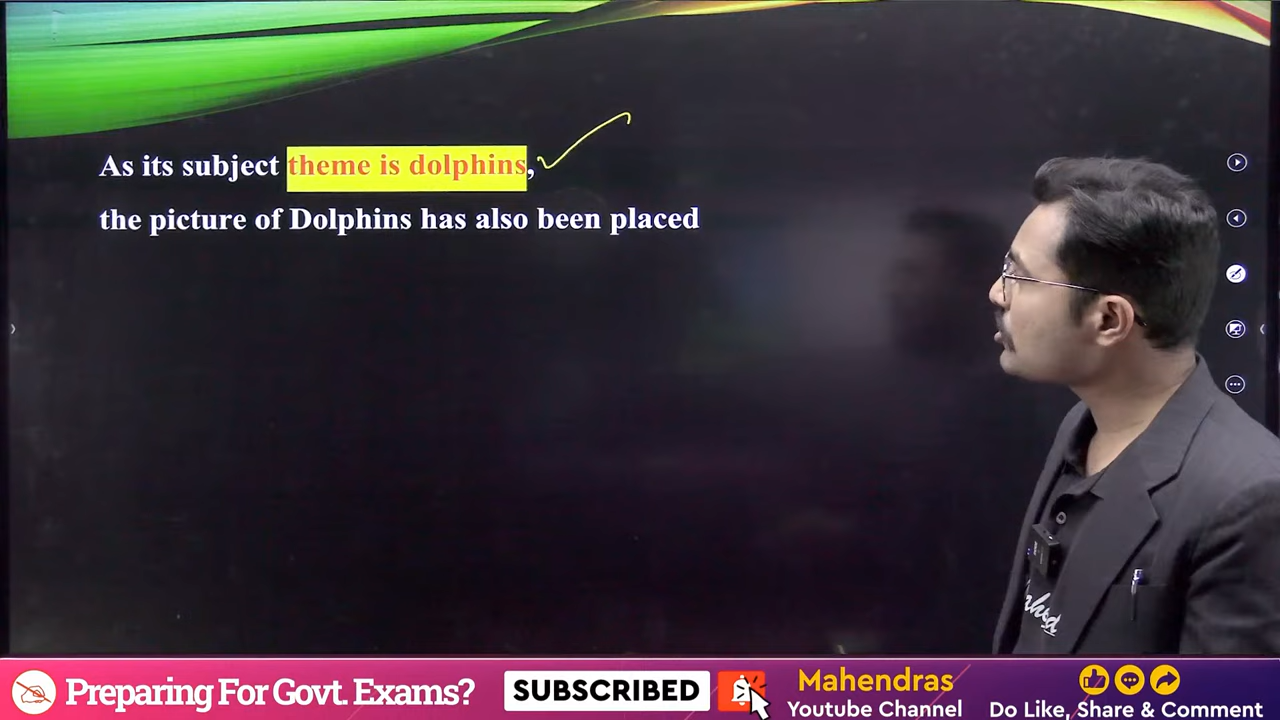 As its subject theme is dolphins,
the picture of Dolphins has also been placed
Preparing For Govt. Exams?
SUBSCRIBED
Mahendras
Youtube Channel
Do Like, Share & Comment